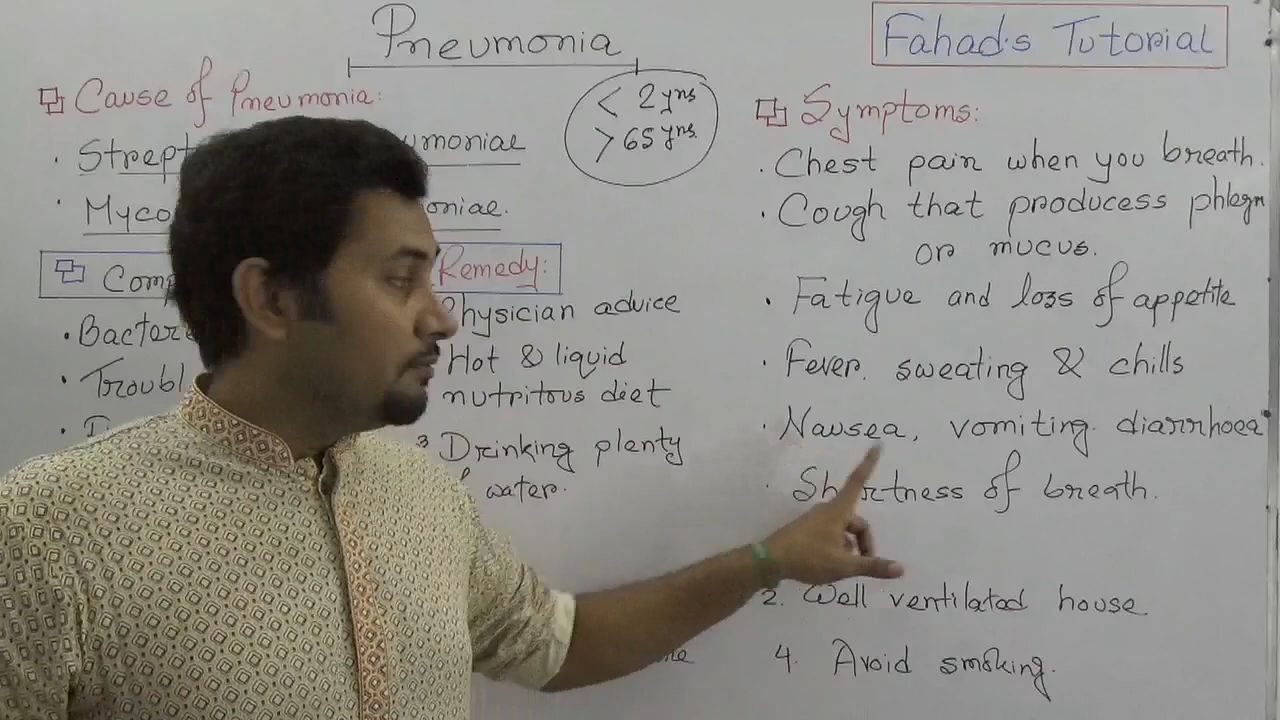 Pneumonia
Fahad's Tutorial
Cause of Pneumonia:
< 2 yrs
> 65 yrs.
· Strept umoniae
· Myco oniae.
Comp Remedy:
· Bacter
· Troubl
Physician advice
Hot & liquid
nutritous diet
3 Drinking plenty
water.
Symptoms:
· Chest pain when you breath.
· Cough that producess phlegm
or mucus.
· Fatigue and loss of appetite
· Fever. sweating & chills
· Nausea, vomiting. diarrhoea
· Sh rtness of breath.
2. Well ventilated house.
4. Avoid smoking.